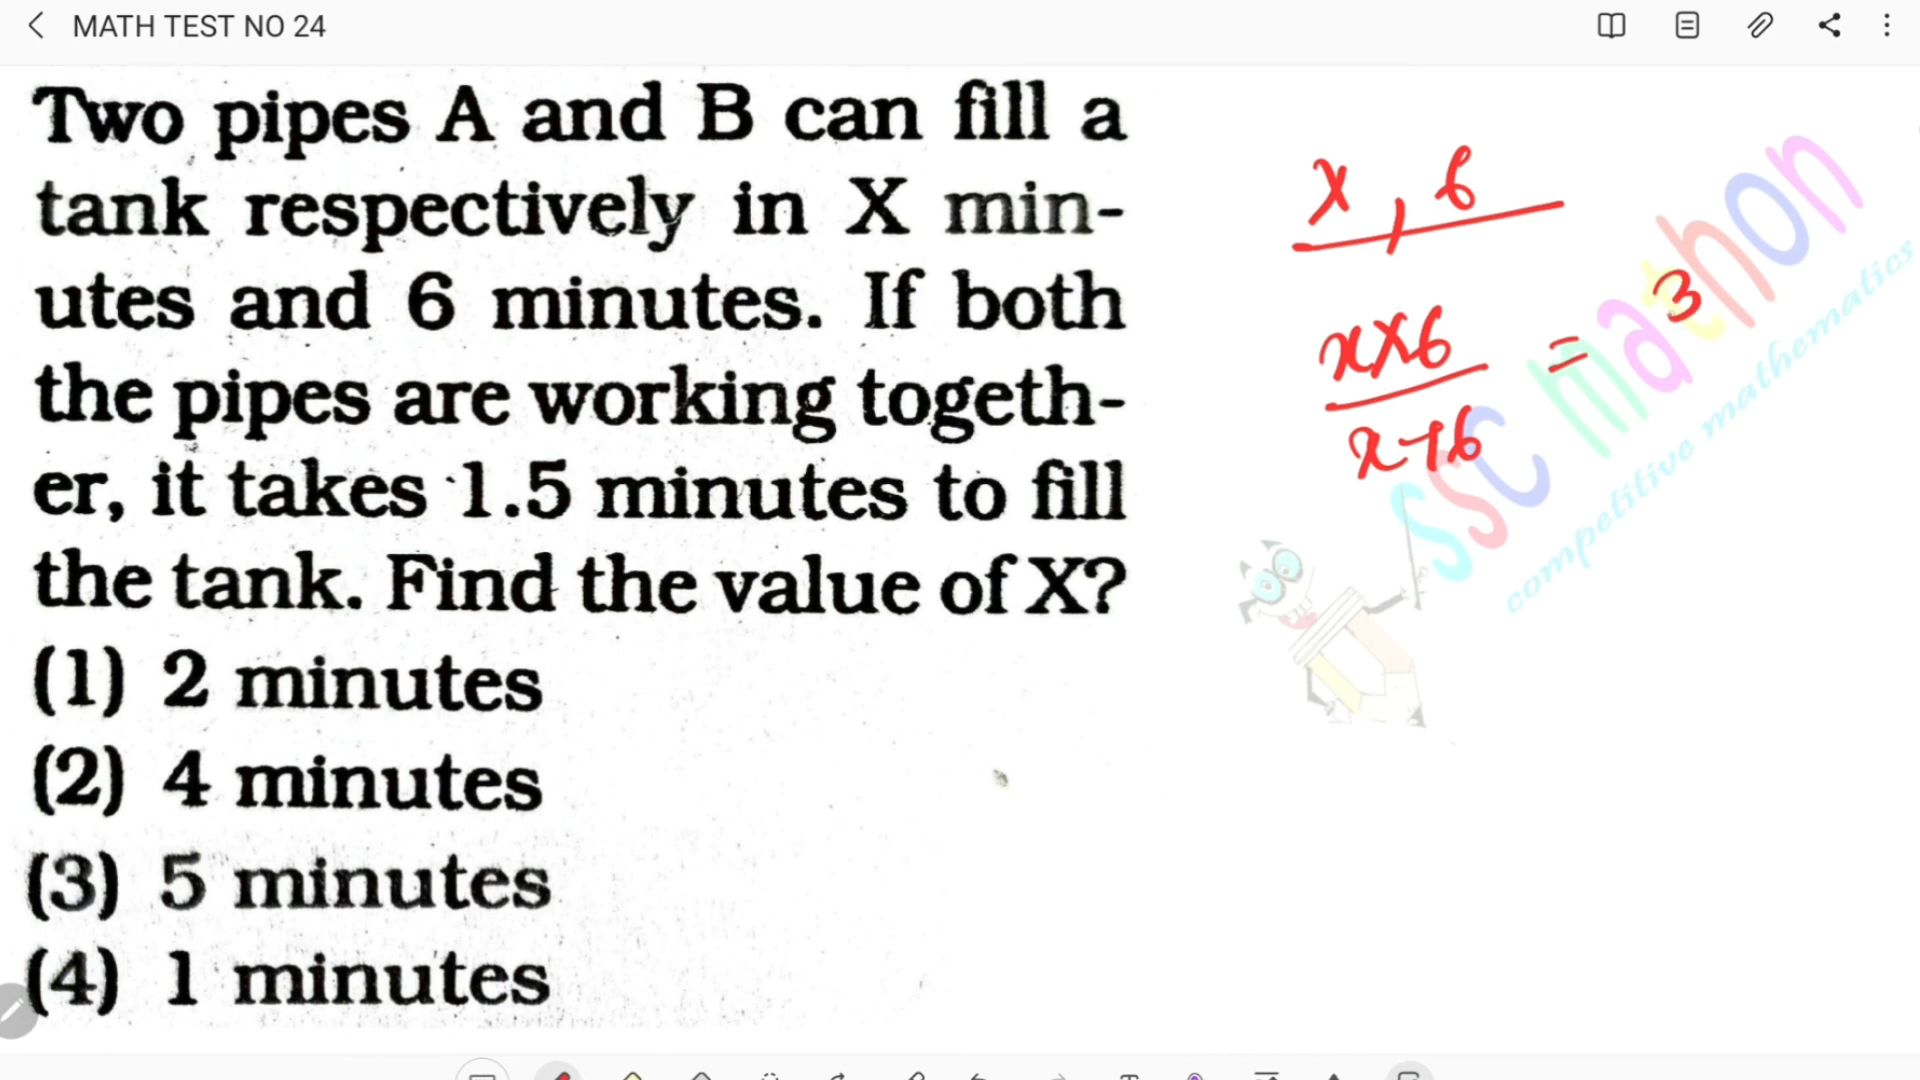 MATH TEST NO 24
Two pipes A and B can fill a
tank respectively in X min-
utes and 6 minutes. If both
the pipes are working togeth-
er, it takes 1.5 minutes to fill
the tank. Find the value of X?
(1) 2 minutes
(2) 4 minutes
(3) 5 minutes
(4) 1 minutes
x, 6
x×6 = 3
x+6
SSC mathon
competitive mathematics